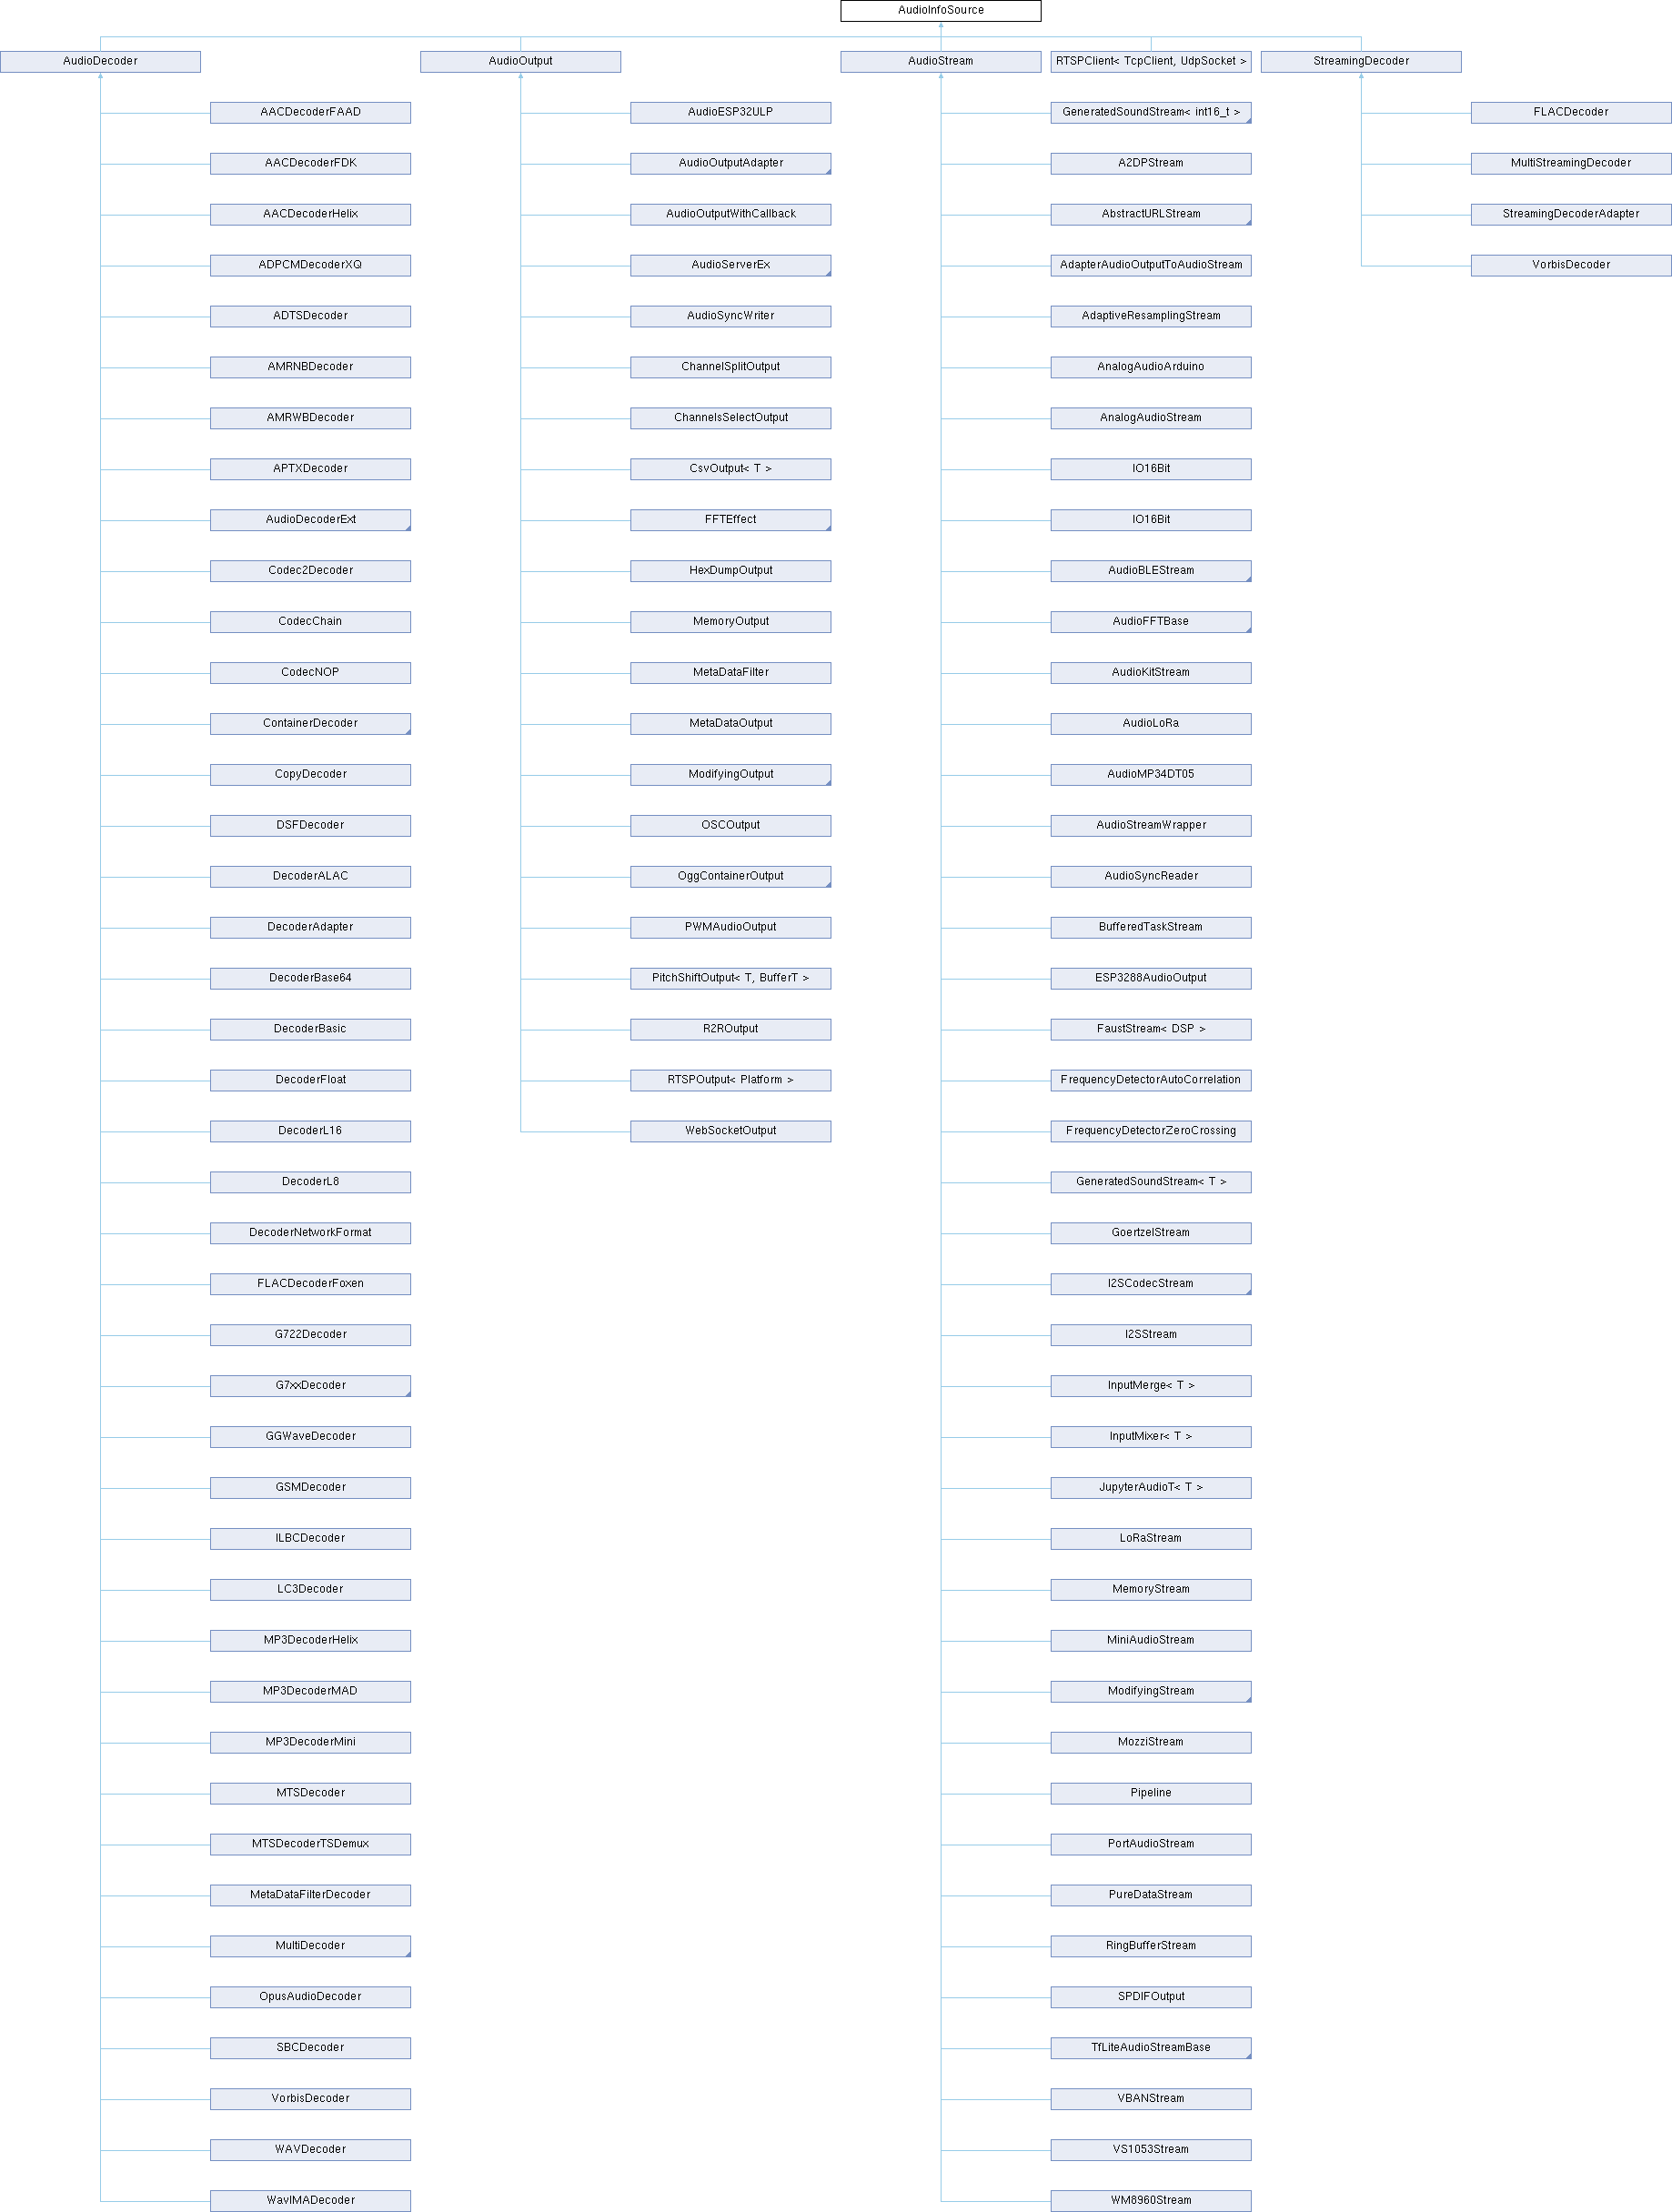 AudioInfoSource
AudioDecoder
AudioOutput
AudioStream
RTSPClient< TcpClient, UdpSocket >
StreamingDecoder
AACDecoderFAAD
AACDecoderFDK
AACDecoderHelix
ADPCMDecoderXQ
ADTSDecoder
AMRNBDecoder
AMRWBDecoder
APTXDecoder
AudioDecoderExt
Codec2Decoder
CodecChain
CodecNOP
ContainerDecoder
CopyDecoder
DSFDecoder
DecoderALAC
DecoderAdapter
DecoderBase64
DecoderBasic
DecoderFloat
DecoderL16
DecoderL8
DecoderNetworkFormat
FLACDecoderFoxen
G722Decoder
G7xxDecoder
GGWaveDecoder
GSMDecoder
ILBCDecoder
LC3Decoder
MP3DecoderHelix
MP3DecoderMAD
MP3DecoderMini
MTSDecoder
MTSDecoderTSDemux
MetaDataFilterDecoder
MultiDecoder
OpusAudioDecoder
SBCDecoder
VorbisDecoder
WAVDecoder
WavIMADecoder
AudioESP32ULP
AudioOutputAdapter
AudioOutputWithCallback
AudioServerEx
AudioSyncWriter
ChannelSplitOutput
ChannelsSelectOutput
CsvOutput< T >
FFTEffect
HexDumpOutput
MemoryOutput
MetaDataFilter
MetaDataOutput
ModifyingOutput
OSCOutput
OggContainerOutput
PWMAudioOutput
PitchShiftOutput< T, BufferT >
R2ROutput
RTSPOutput< Platform >
WebSocketOutput
GeneratedSoundStream< int16_t >
A2DPStream
AbstractURLStream
AdapterAudioOutputToAudioStream
AdaptiveResamplingStream
AnalogAudioArduino
AnalogAudioStream
IO16Bit
IO16Bit
AudioBLEStream
AudioFFTBase
AudioKitStream
AudioLoRa
AudioMP34DT05
AudioStreamWrapper
AudioSyncReader
BufferedTaskStream
ESP3288AudioOutput
FaustStream< DSP >
FrequencyDetectorAutoCorrelation
FrequencyDetectorZeroCrossing
GeneratedSoundStream< T >
GoertzelStream
I2SCodecStream
I2SStream
InputMerge< T >
InputMixer< T >
JupyterAudioT< T >
LoRaStream
MemoryStream
MiniAudioStream
ModifyingStream
MozziStream
Pipeline
PortAudioStream
PureDataStream
RingBufferStream
SPDIFOutput
TfLiteAudioStreamBase
VBANStream
VS1053Stream
WM8960Stream
FLACDecoder
MultiStreamingDecoder
StreamingDecoderAdapter
VorbisDecoder